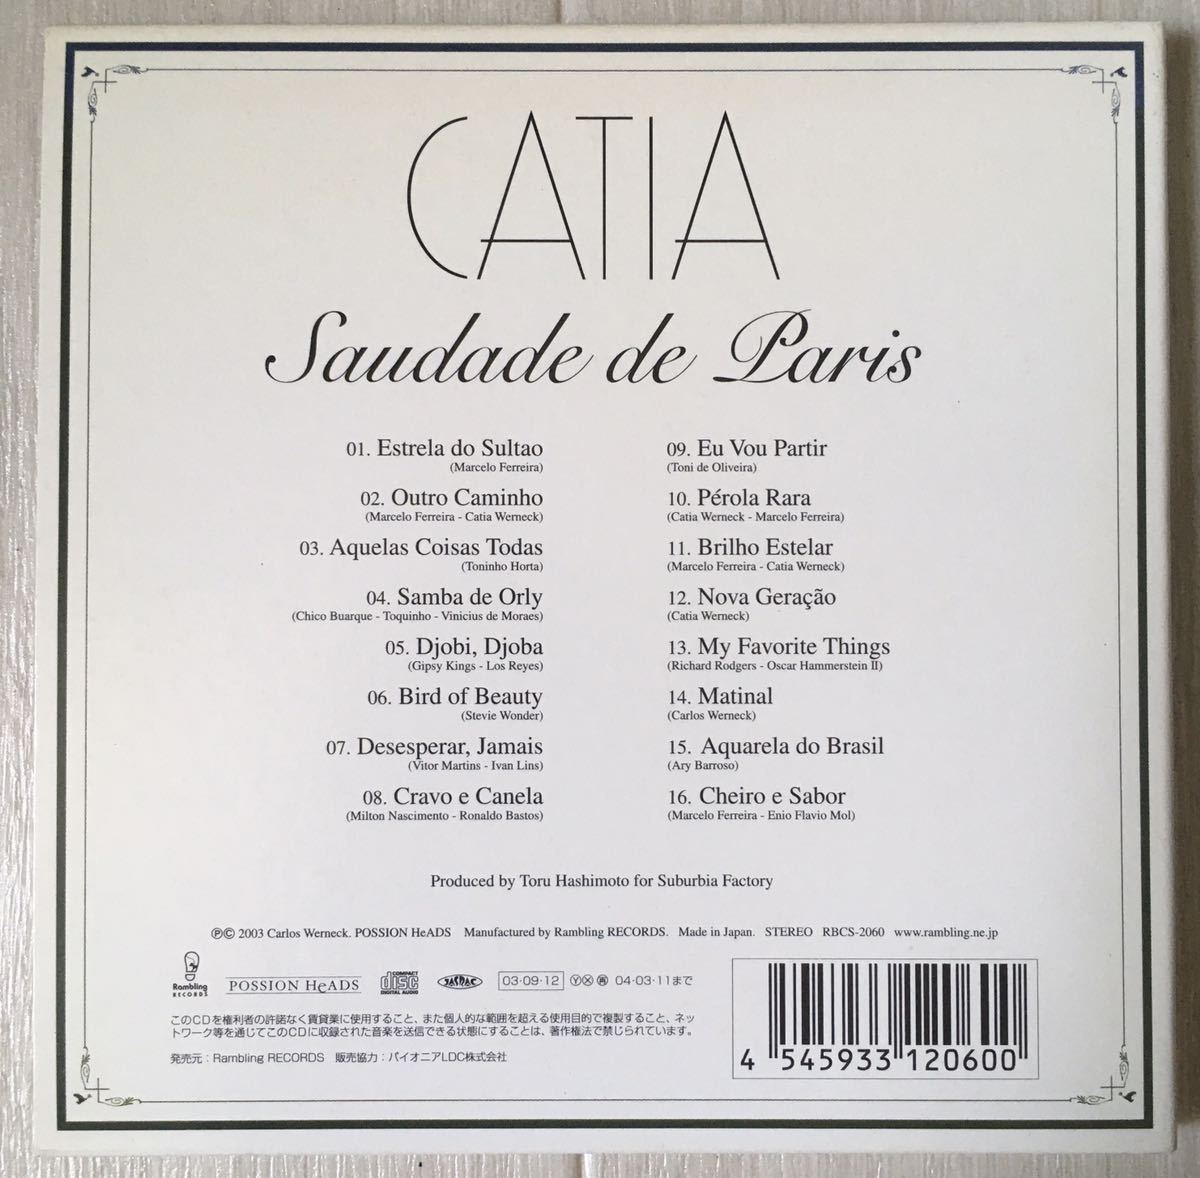 CATIA
Saudade de Paris
01. Estrela do Sultao
(Marcelo Ferreira)
02. Outro Caminho
(Marcelo Ferreira - Catia Werneck)
03. Aquelas Coisas Todas
(Toninho Horta)
04. Samba de Orly
(Chico Buarque - Toquinho - Vinicius de Moraes)
05. Djobi, Djoba
(Gipsy Kings - Los Reyes)
06. Bird of Beauty
(Stevie Wonder)
07. Desesperar, Jamais
(Vitor Martins - Ivan Lins)
08. Cravo e Canela
(Milton Nascimento - Ronaldo Bastos)
09. Eu Vou Partir
(Toni de Oliveira)
10. Pérola Rara
(Catia Werneck - Marcelo Ferreira)
11. Brilho Estelar
(Marcelo Ferreira - Catia Werneck)
12. Nova Geração
(Catia Werneck)
13. My Favorite Things
(Richard Rodgers - Oscar Hammerstein II)
14. Matinal
(Carlos Werneck)
15. Aquarela do Brasil
(Ary Barroso)
16. Cheiro e Sabor
(Marcelo Ferreira - Enio Flavio Mol)
Produced by Toru Hashimoto for Suburbia Factory
℗© 2003 Carlos Werneck. POSSION HeADS Manufactured by Rambling RECORDS. Made in Japan. STEREO RBCS-2060 www.rambling.ne.jp
Rambling RECORDS
POSSION HeADS
COMPACT disc DIGITAL AUDIO
JASRAC
03·09·12 Ⓨ Ⓧ 再 04·03·11まで
このCDを権利者の許諾なく賃貸業に使用すること、また個人的な範囲を超える使用目的で複製すること、ネッ
トワーク等を通じてこのCDに収録された音楽を送信できる状態にすることは、著作権法で禁じられています。
発売元：Rambling RECORDS 販売協力：パイオニアLDC株式会社
4 545933 120600